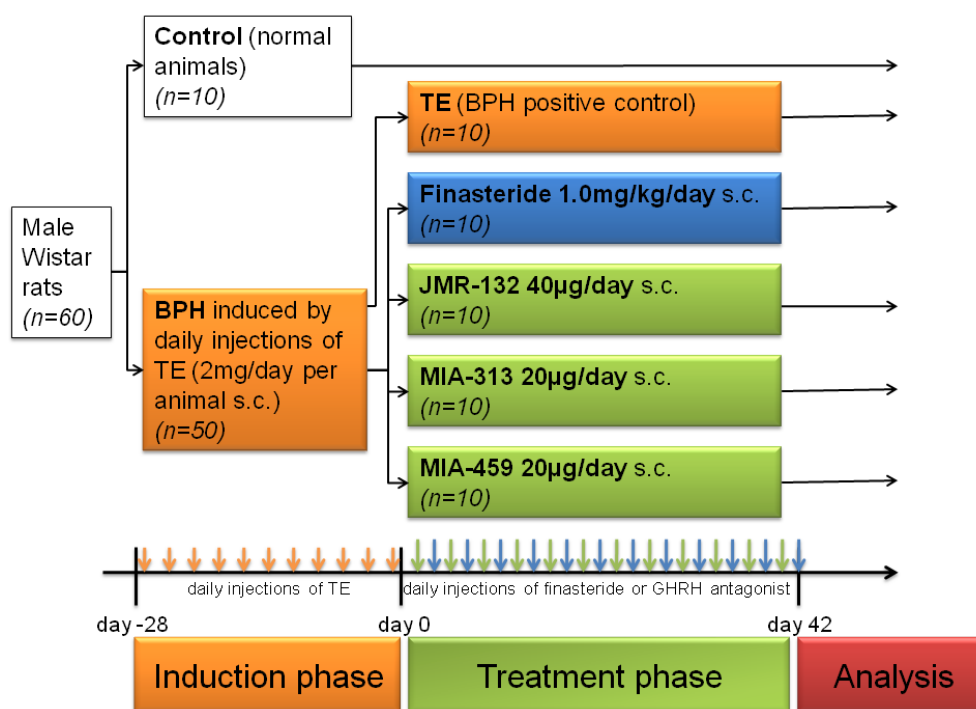 Control (normal
animals)
(n=10)
TE (BPH positive control)
(n=10)
Finasteride 1.0mg/kg/day s.c.
(n=10)
Male
Wistar
rats
(n=60)
JMR-132 40µg/day s.c.
(n=10)
BPH induced by
daily injections of
TE (2mg/day per
animal s.c.)
(n=50)
MIA-313 20µg/day s.c.
(n=10)
MIA-459 20µg/day s.c.
(n=10)
daily injections of TE
daily injections of finasteride or GHRH antagonist
day -28
day 0
day 42
Induction phase
Treatment phase
Analysis